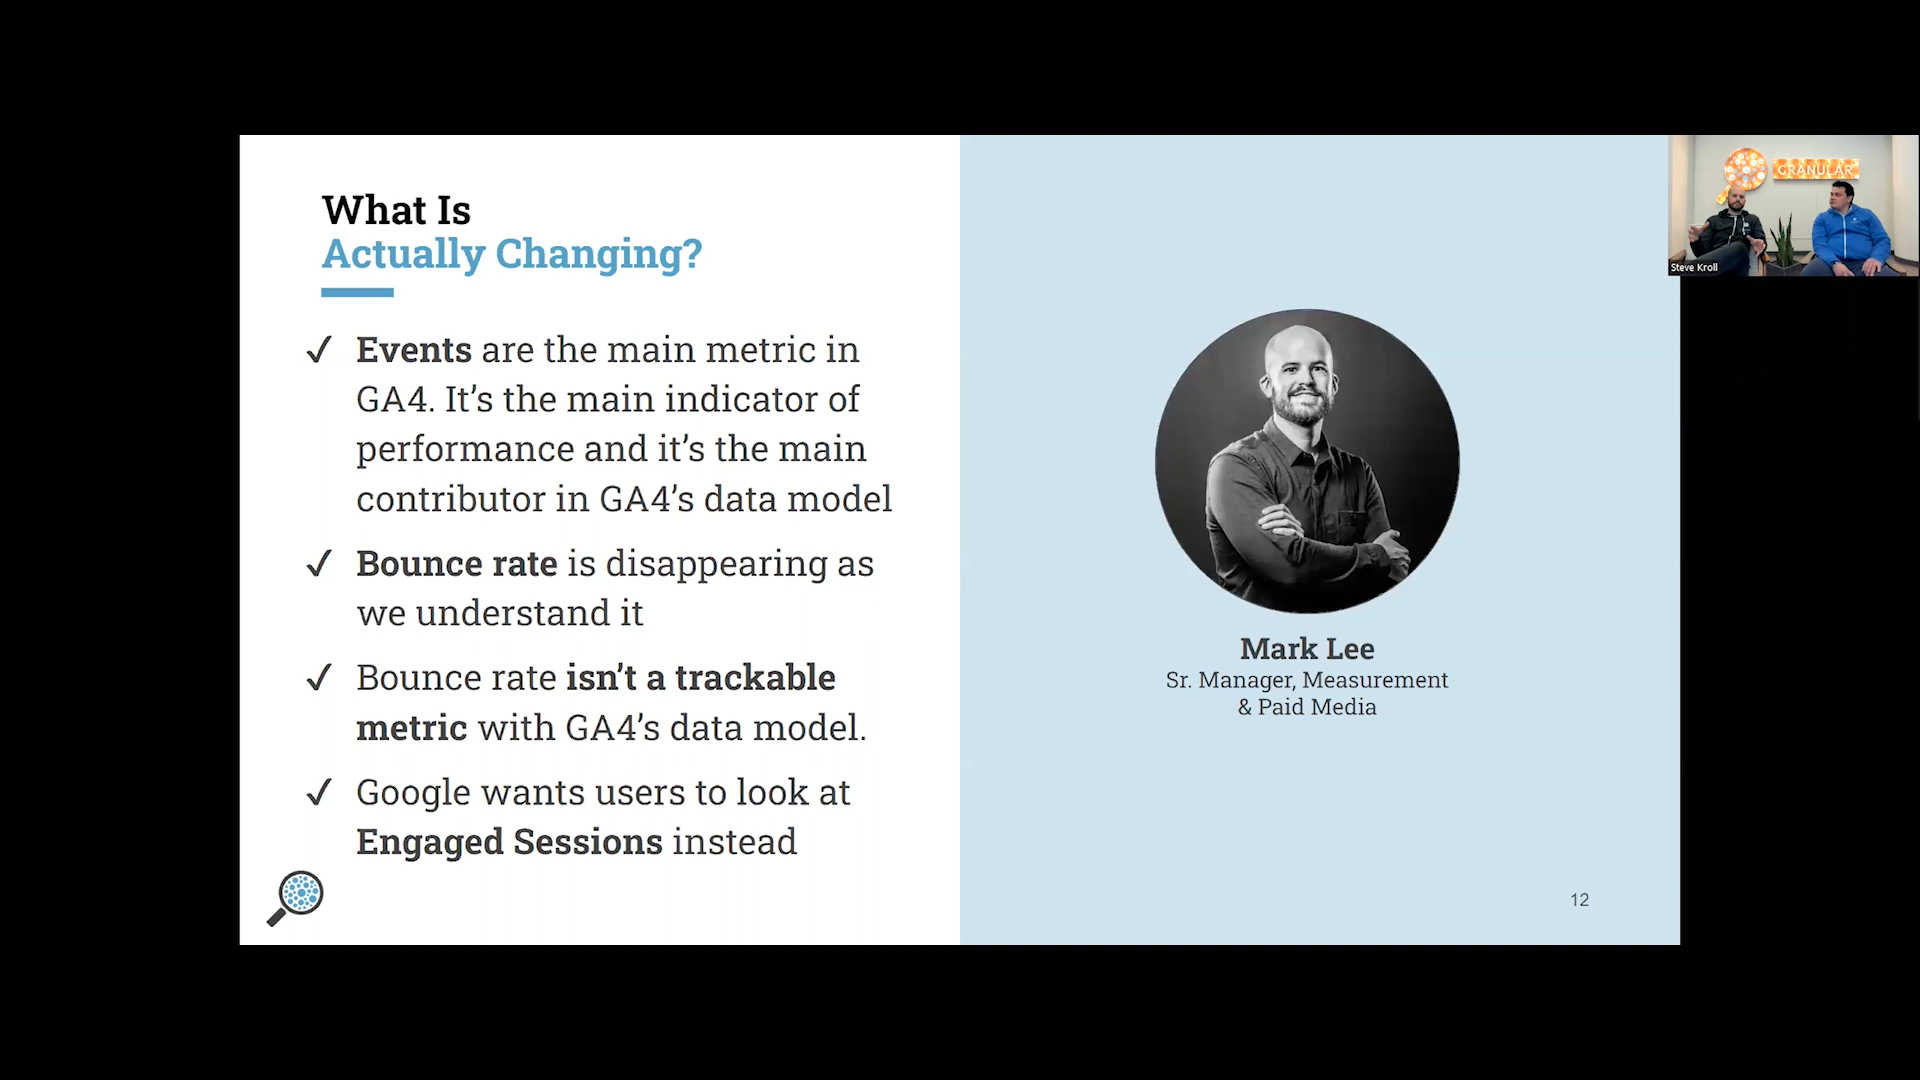 What Is
Actually Changing?
✓ Events are the main metric in
GA4. It's the main indicator of
performance and it's the main
contributor in GA4's data model
✓ Bounce rate is disappearing as
we understand it
✓ Bounce rate isn't a trackable
metric with GA4's data model.
✓ Google wants users to look at
Engaged Sessions instead
Mark Lee
Sr. Manager, Measurement
& Paid Media
12
GRANULAR
Steve Kroll